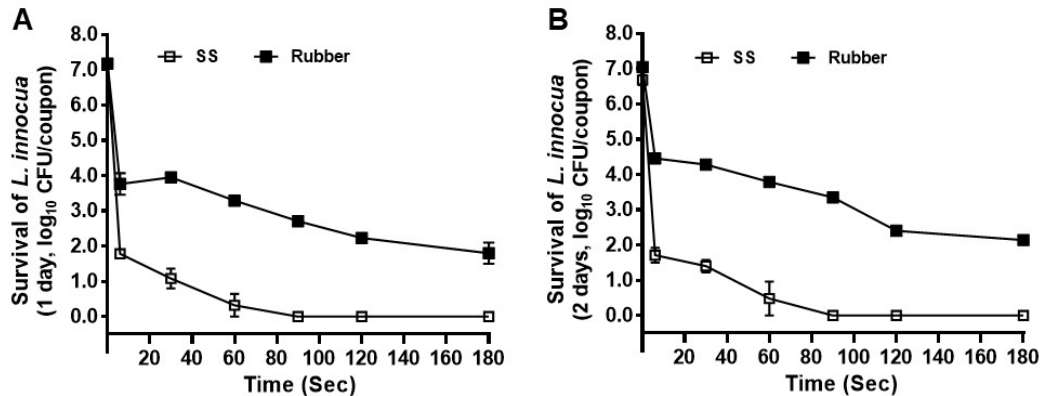 A
SS
Rubber
8.0
7.0
6.0
5.0
4.0
3.0
2.0
1.0
0.0
Survival of L. innocua
(1 day, log₁₀ CFU/coupon)
20 40 60 80 100 120 140 160 180
Time (Sec)
B
SS
Rubber
8.0
7.0
6.0
5.0
4.0
3.0
2.0
1.0
0.0
Survival of L. innocua
(2 days, log₁₀ CFU/coupon)
20 40 60 80 100 120 140 160 180
Time (Sec)